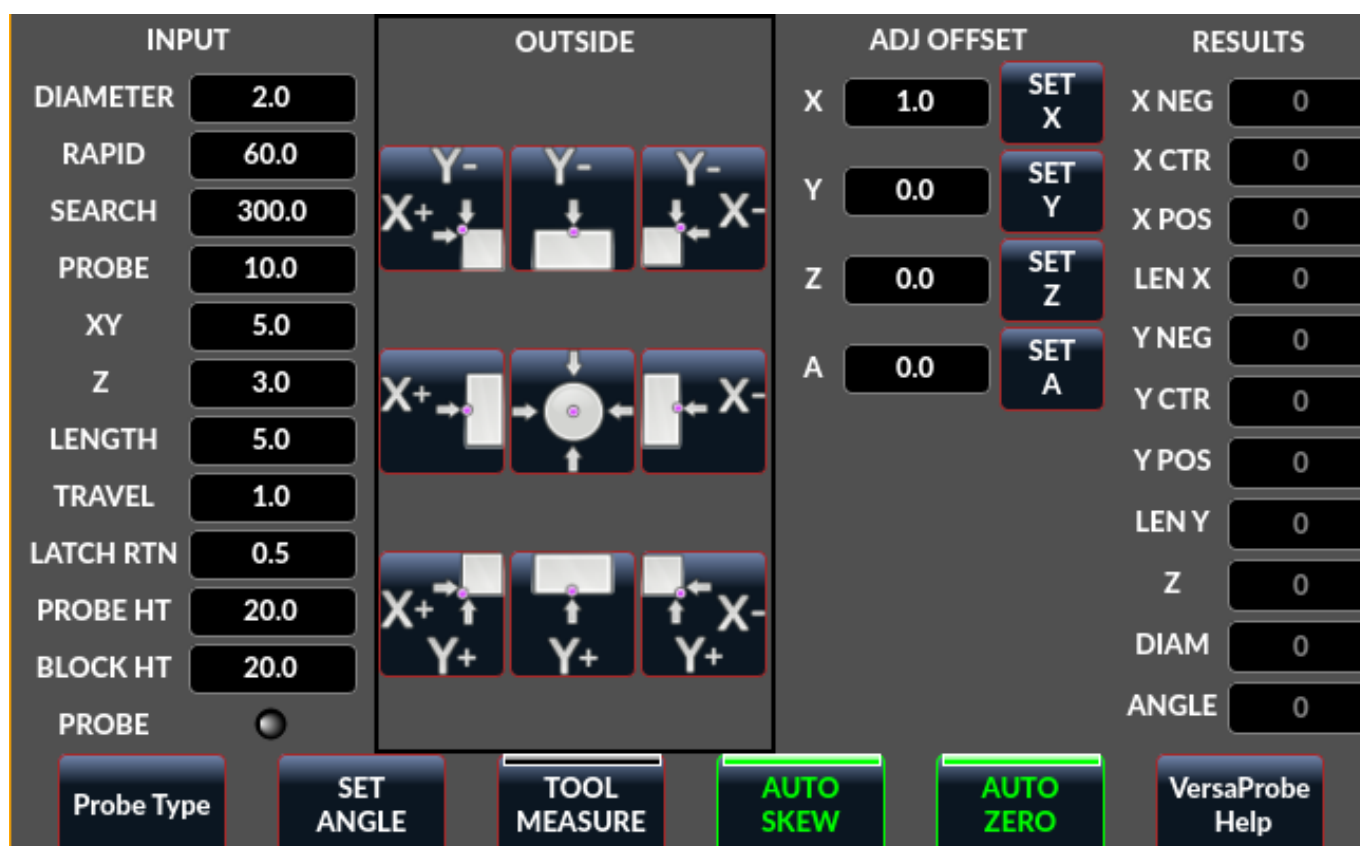 INPUT
DIAMETER 2.0
RAPID 60.0
SEARCH 300.0
PROBE 10.0
XY 5.0
Z 3.0
LENGTH 5.0
TRAVEL 1.0
LATCH RTN 0.5
PROBE HT 20.0
BLOCK HT 20.0
PROBE
OUTSIDE
Y- Y- Y-
X+ X-
X+ X-
X+ X-
Y+ Y+ Y+
ADJ OFFSET
X 1.0 SET
X
Y 0.0 SET
Y
Z 0.0 SET
Z
A 0.0 SET
A
RESULTS
X NEG 0
X CTR 0
X POS 0
LEN X 0
Y NEG 0
Y CTR 0
Y POS 0
LEN Y 0
Z 0
DIAM 0
ANGLE 0
Probe Type
SET
ANGLE
TOOL
MEASURE
AUTO
SKEW
AUTO
ZERO
VersaProbe
Help